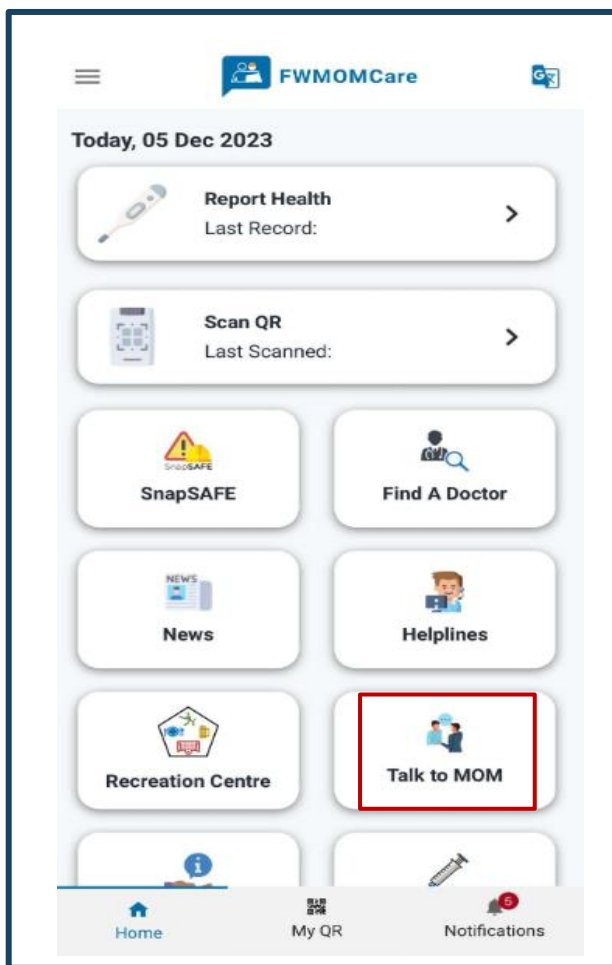 FWMOMCare
Today, 05 Dec 2023
Report Health
Last Record:
Scan QR
Last Scanned:
SnapSAFE
SnapSAFE
Find A Doctor
NEWS
News
Helplines
Recreation Centre
Talk to MOM
Home
My QR
5
Notifications